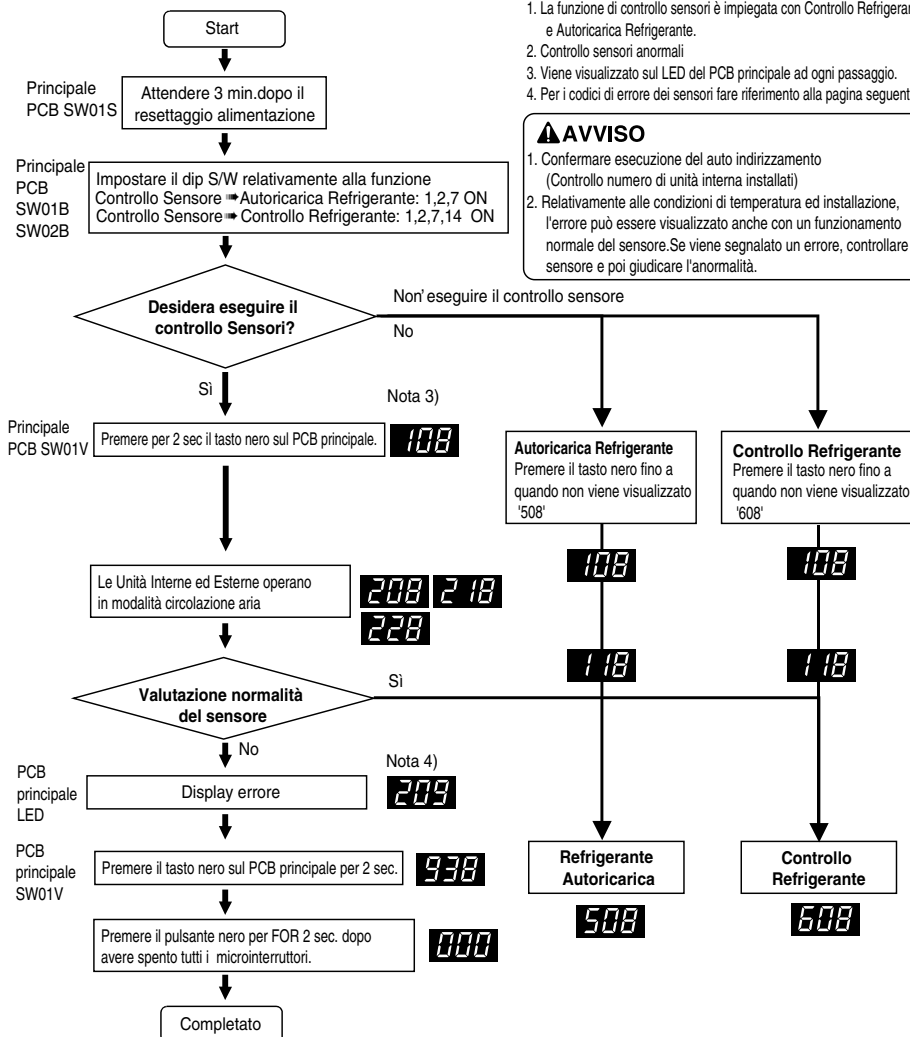 Start
1. La funzione di controllo sensori è impiegata con Controllo
e Autoricarica Refrigerante.
2. Controllo sensori anormali
3. Viene visualizzato sul LED del PCB principale ad ogni passaggio.
4. Per i codici di errore dei sensori fare riferimento alla pagina
AVVISO
1. Confermare esecuzione del auto indirizzamento
(Controllo numero di unità interna installati)
2. Relativamente alle condizioni di temperatura ed installazione,
l'errore può essere visualizzato anche con un funzionamento
normale del sensore.Se viene segnalato un errore, controllare
sensore e poi giudicare l'anormalità.
Principale
PCB SW01S
Attendere 3 min.dopo il
resettaggio alimentazione
Principale
PCB
SW01B
SW02B
Impostare il dip S/W relativamente alla funzione
Controllo Sensore ➠Autoricarica Refrigerante: 1,2,7 ON
Controllo Sensore➠ Controllo Refrigerante: 1,2,7,14 ON
Desidera eseguire il
controllo Sensori?
Non' eseguire il controllo sensore
No
Sì
Nota 3)
Principale
PCB SW01V
Premere per 2 sec il tasto nero sul PCB principale.
108
Autoricarica Refrigerante
Premere il tasto nero fino a
quando non viene visualizzato
'508'
Controllo Refrigerante
Premere il tasto nero fino a
quando non viene visualizzato
'608'
108
108
Le Unità Interne ed Esterne operano
in modalità circolazione aria
208 218
228
118
118
Valutazione normalità
del sensore
Sì
No
Nota 4)
PCB
principale
LED
Display errore
209
PCB
principale
SW01V
Premere il tasto nero sul PCB principale per 2 sec.
938
Refrigerante
Autoricarica
Controllo
Refrigerante
508
608
Premere il pulsante nero per FOR 2 sec. dopo
avere spento tutti i microinterruttori.
000
Completato